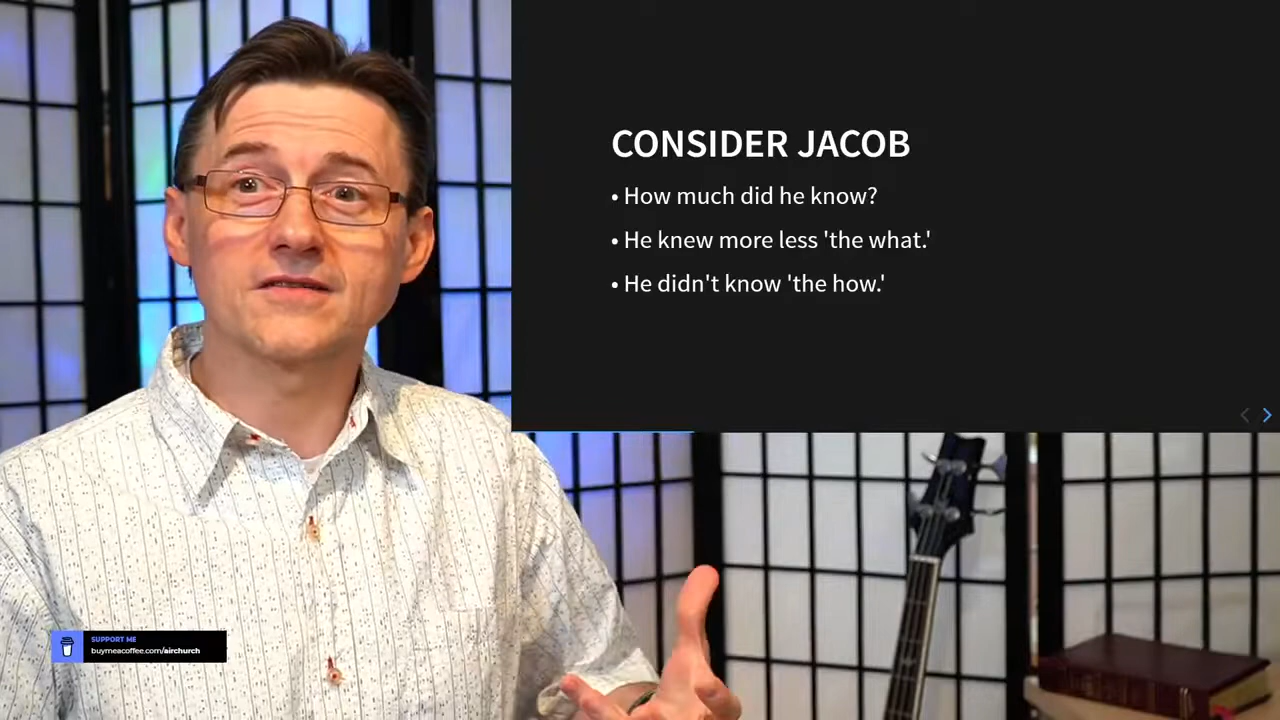 CONSIDER JACOB
• How much did he know?
• He knew more less 'the what.'
• He didn't know 'the how.'
SUPPORT ME
buymeacoffee.com/airchurch